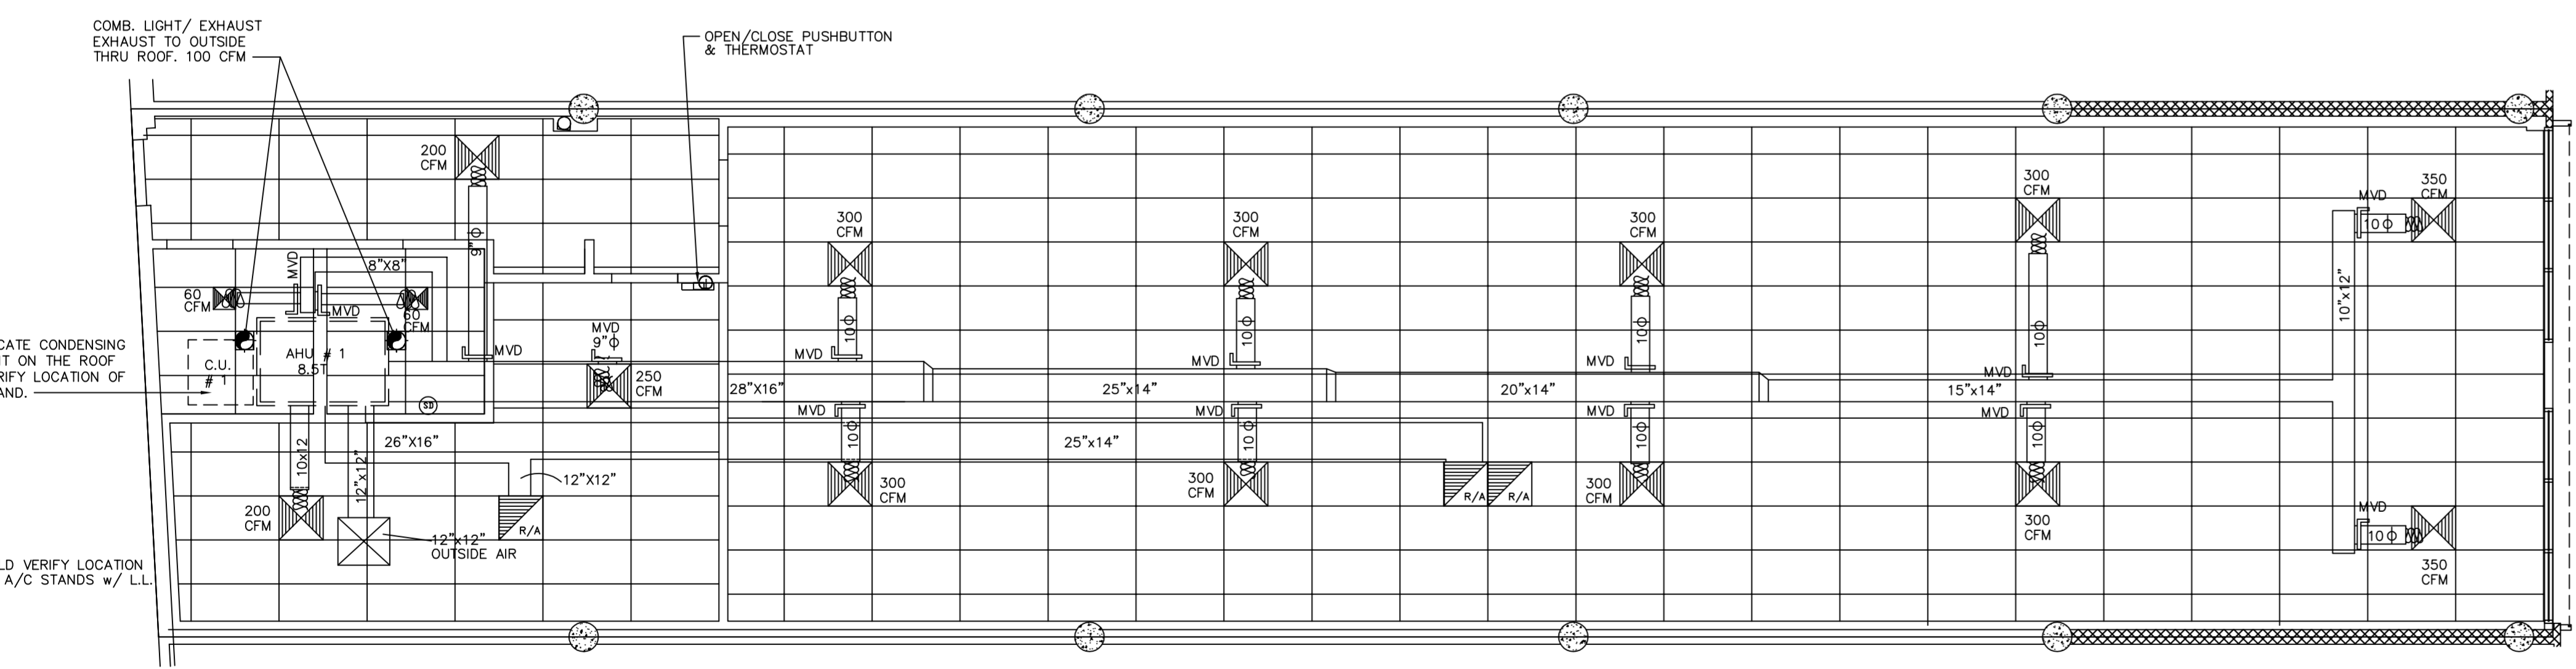 COMB. LIGHT/ EXHAUST
EXHAUST TO OUTSIDE
THRU ROOF. 100 CFM
OPEN/CLOSE PUSHBUTTON
& THERMOSTAT
200
CFM
9"Φ
MVD
8"X8"
60
CFM
MVD
60
CFM
CATE CONDENSING
IT ON THE ROOF
RIFY LOCATION OF
AND.
C.U.
# 1
AHU # 1
8.5T
MVD
SD
MVD
9"Φ
250
CFM
28"X16"
25"x14"
20"x14"
15"x14"
300
CFM
10Φ
MVD
300
CFM
10Φ
MVD
300
CFM
10Φ
MVD
300
CFM
10Φ
MVD
MVD
350
CFM
10Φ
10"x12"
MVD
10Φ
300
CFM
MVD
10Φ
300
CFM
MVD
10Φ
300
CFM
MVD
10Φ
300
CFM
MVD
10Φ
350
CFM
26"X16"
25"x14"
10x12
12"x12"
12"X12"
200
CFM
R/A
R/A
R/A
12"x12"
OUTSIDE AIR
LD VERIFY LOCATION
A/C STANDS w/ L.L.